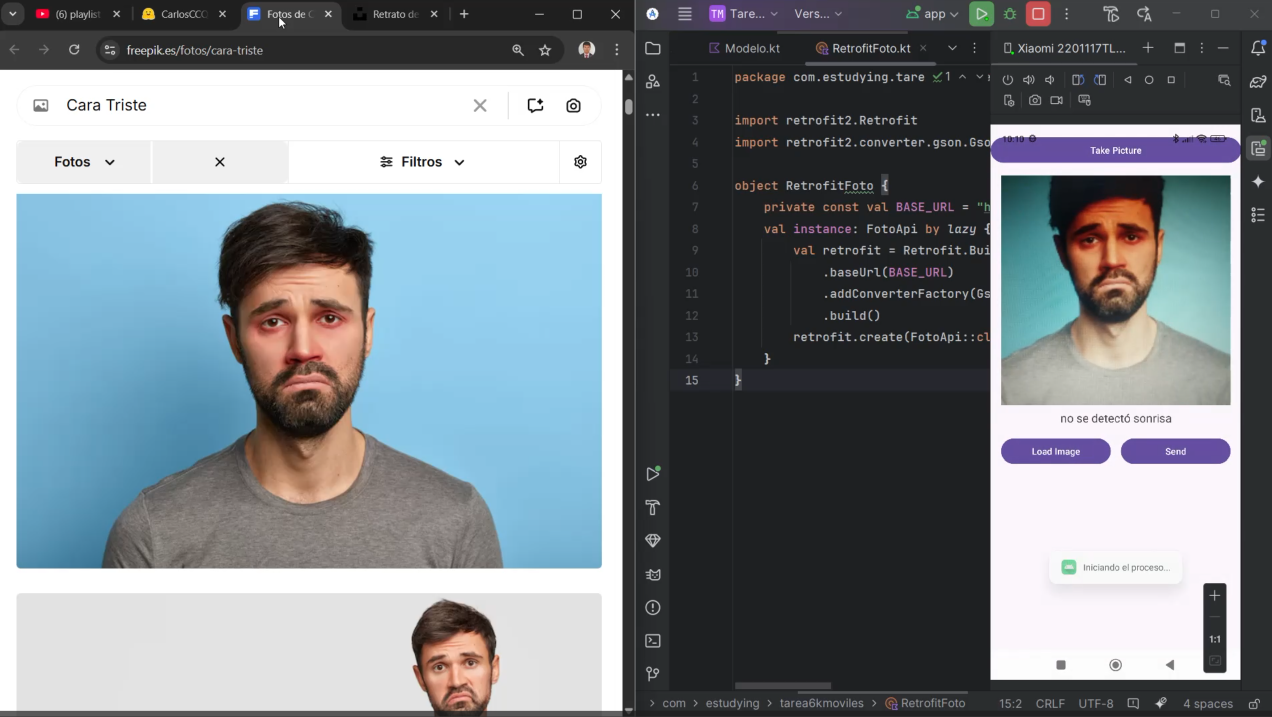 (6) playlist
CarlosCCO
Fotos de C
Retrato de
freepik.es/fotos/cara-triste
Cara Triste
Fotos
Filtros
TM Tare...
Vers...
app
Modelo.kt
RetrofitFoto.kt
Xiaomi 2201117TL...
1 package com.estudying.tare
1
2
3 import retrofit2.Retrofit
4 import retrofit2.converter.gson.Gso
5
6 object RetrofitFoto {
7 private const val BASE_URL = "h
8 val instance: FotoApi by lazy {
9 val retrofit = Retrofit.Bui
10 .baseUrl(BASE_URL)
11 .addConverterFactory(Gs
12 .build()
13 retrofit.create(FotoApi::cl
14 }
15 }
Take Picture
no se detectó sonrisa
Load Image
Send
Iniciando el proceso...
1:1
com > estudying > tarea6kmoviles > RetrofitFoto
15:2 CRLF UTF-8 4 spaces